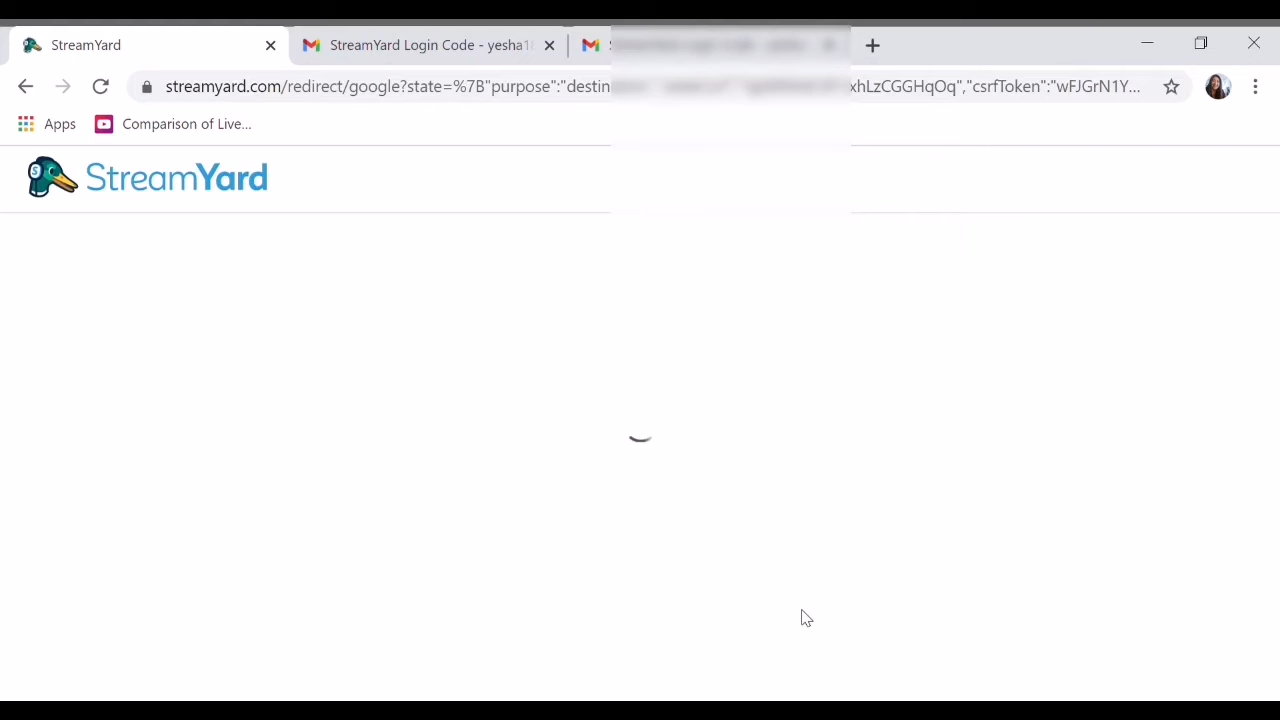 StreamYard
StreamYard Login Code - yesha1
streamyard.com/redirect/google?state=%7B"purpose":"destin
xhLzCGGHqOq","csrfToken":"wFJGrN1Y...
Apps
Comparison of Live...
StreamYard